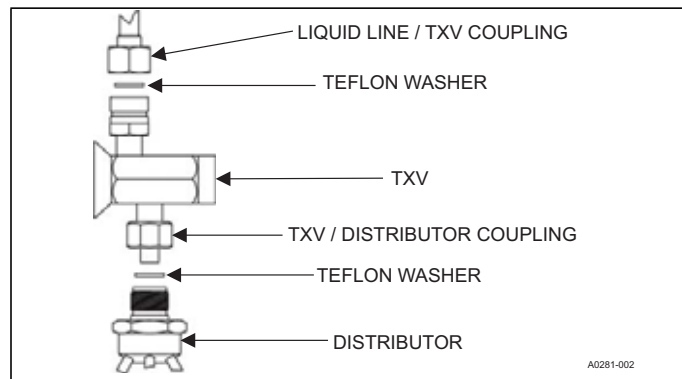 LIQUID LINE / TXV COUPLING
TEFLON WASHER
TXV
TXV / DISTRIBUTOR COUPLING
TEFLON WASHER
DISTRIBUTOR
A0281-002